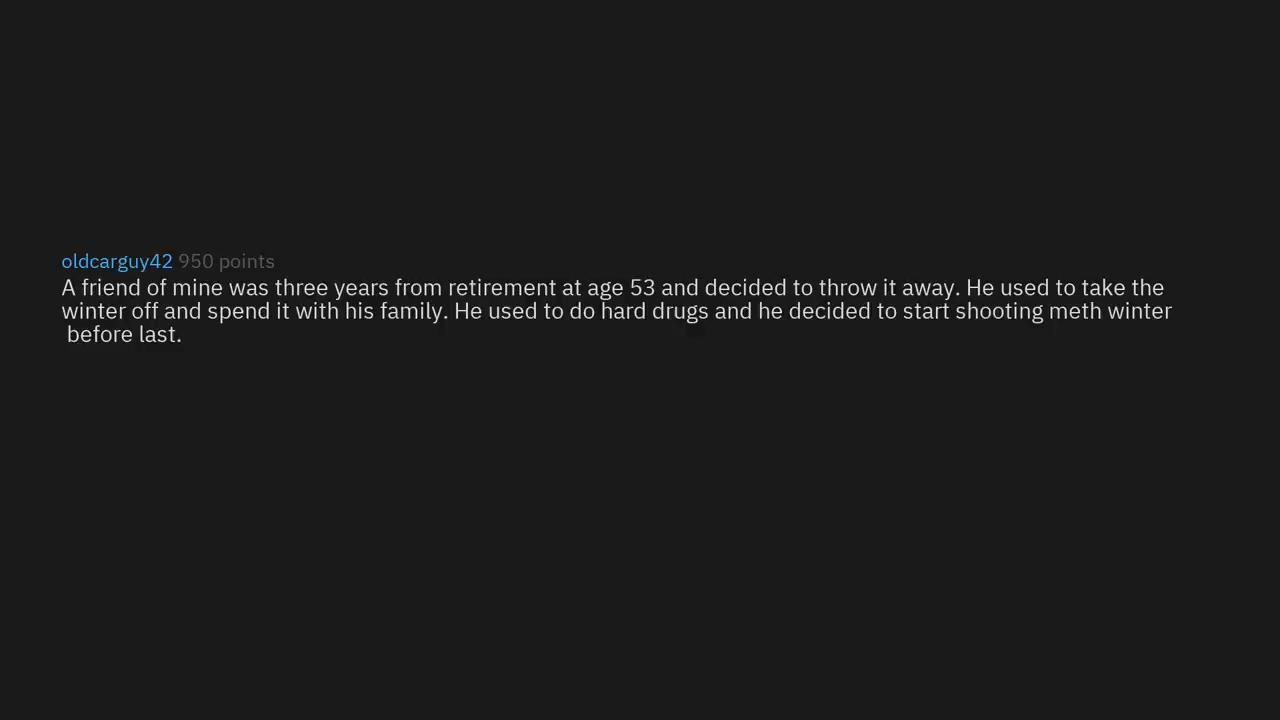 oldcarguy42 950 points
A friend of mine was three years from retirement at age 53 and decided to throw it away. He used to take the
winter off and spend it with his family. He used to do hard drugs and he decided to start shooting meth winter
before last.